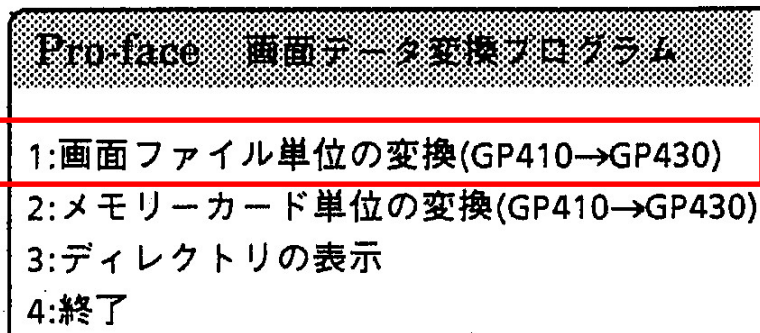 Pro-face 画面データ変換プログラム
1:画面ファイル単位の変換(GP410→GP430)
2:メモリーカード単位の変換(GP410→GP430)
3:ディレクトリの表示
4:終了